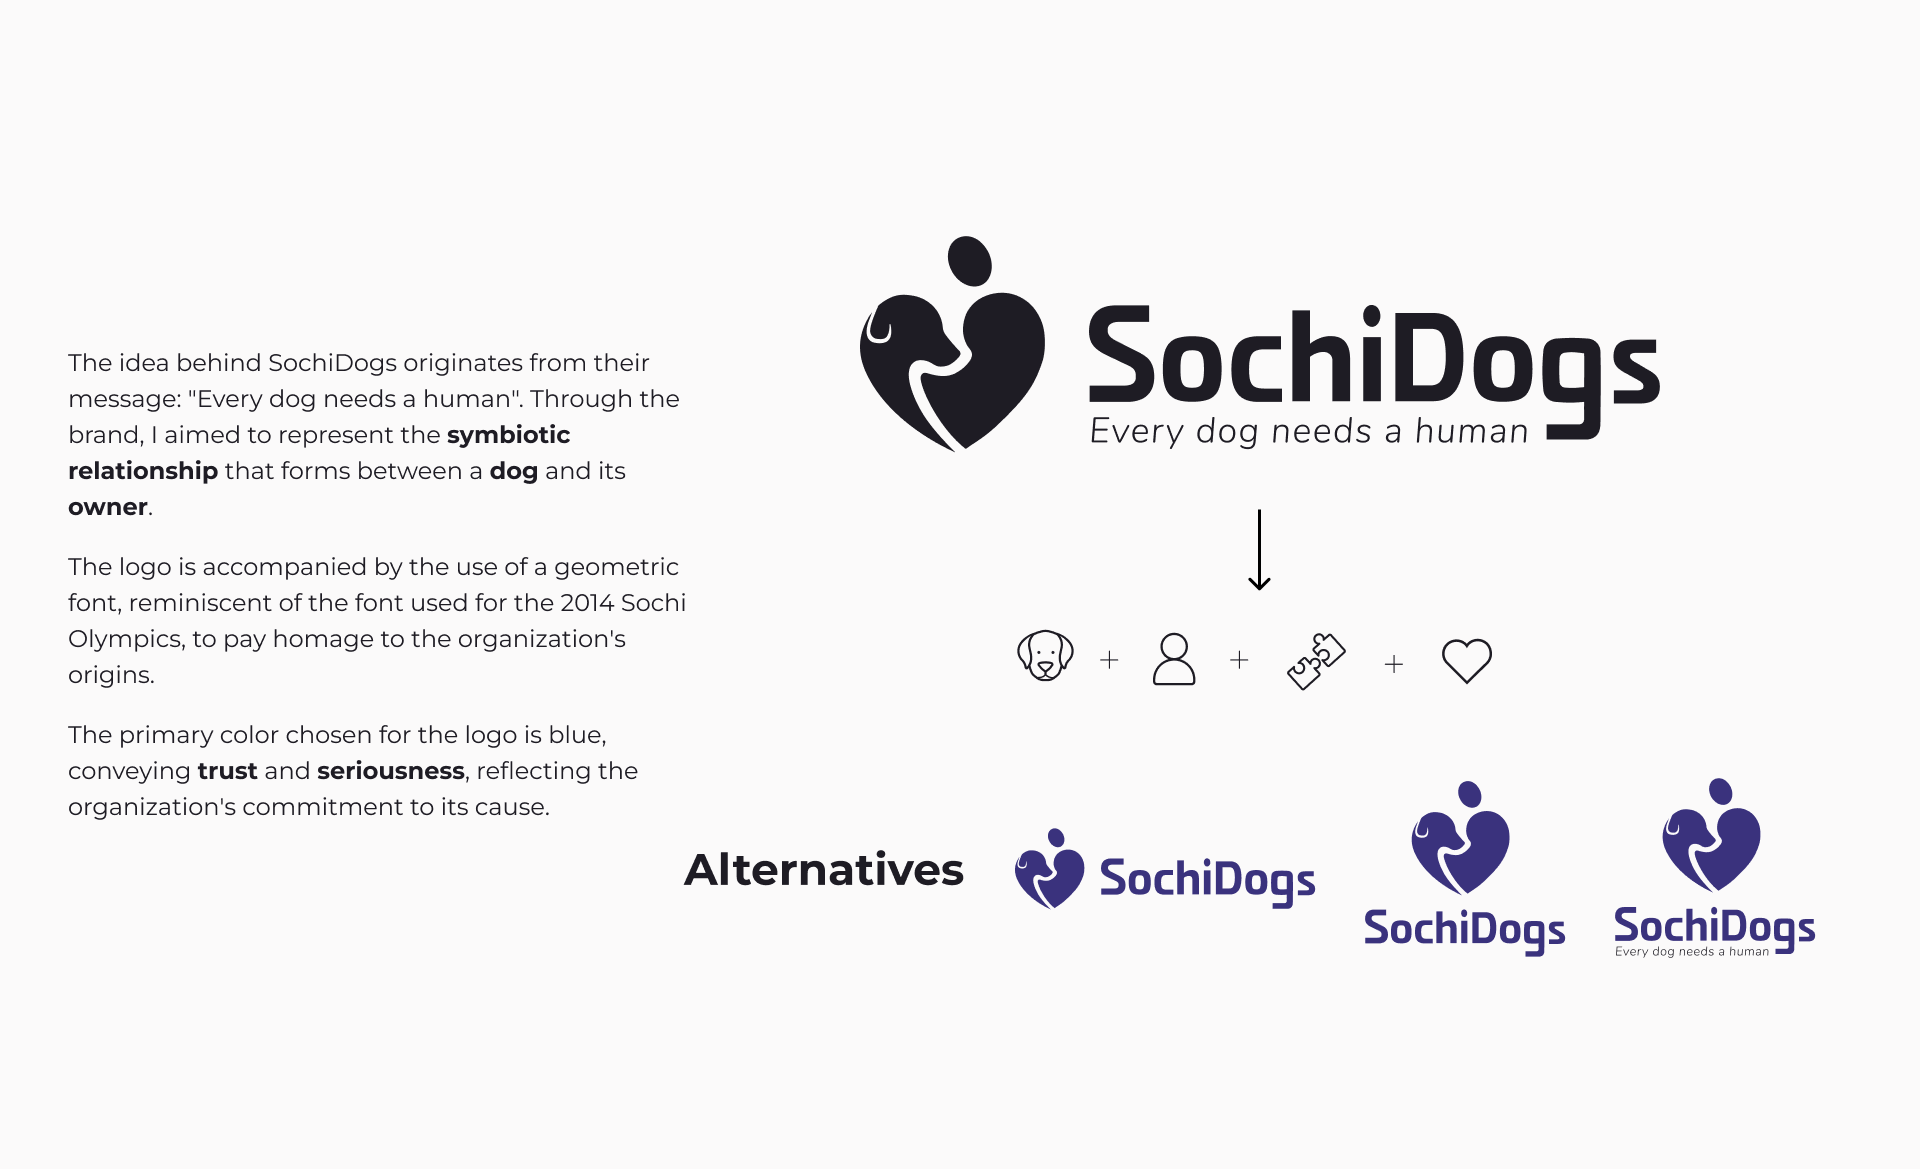 The idea behind SochiDogs originates from their
message: "Every dog needs a human". Through the
brand, I aimed to represent the symbiotic
relationship that forms between a dog and its
owner.
The logo is accompanied by the use of a geometric
font, reminiscent of the font used for the 2014 Sochi
Olympics, to pay homage to the organization's
origins.
The primary color chosen for the logo is blue,
conveying trust and seriousness, reflecting the
organization's commitment to its cause.
SochiDogs
Every dog needs a human
+ + +
Alternatives
SochiDogs
SochiDogs
SochiDogs
Every dog needs a human